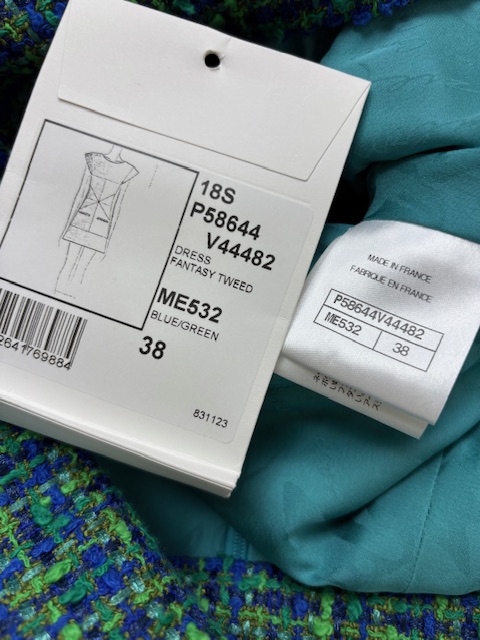 18S
P58644
V44482
DRESS
FANTASY TWEED
ME532
BLUE/GREEN
38
2641769884
831123
MADE IN FRANCE
FABRIQUE EN FRANCE
P58644V44482
ME532 38